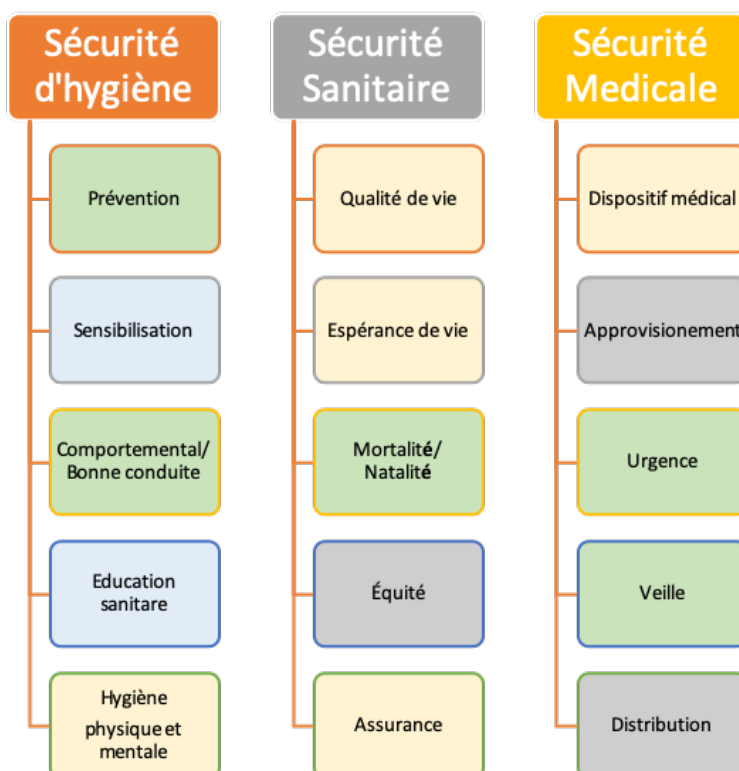 Sécurité
d'hygiène
Prévention
Sensibilisation
Comportemental/
Bonne conduite
Education
sanitare
Hygiène
physique et
mentale
Sécurité
Sanitaire
Qualité de vie
Espérance de vie
Mortalité/
Natalité
Équité
Assurance
Sécurité
Medicale
Dispositif médical
Approvisionement
Urgence
Veille
Distribution